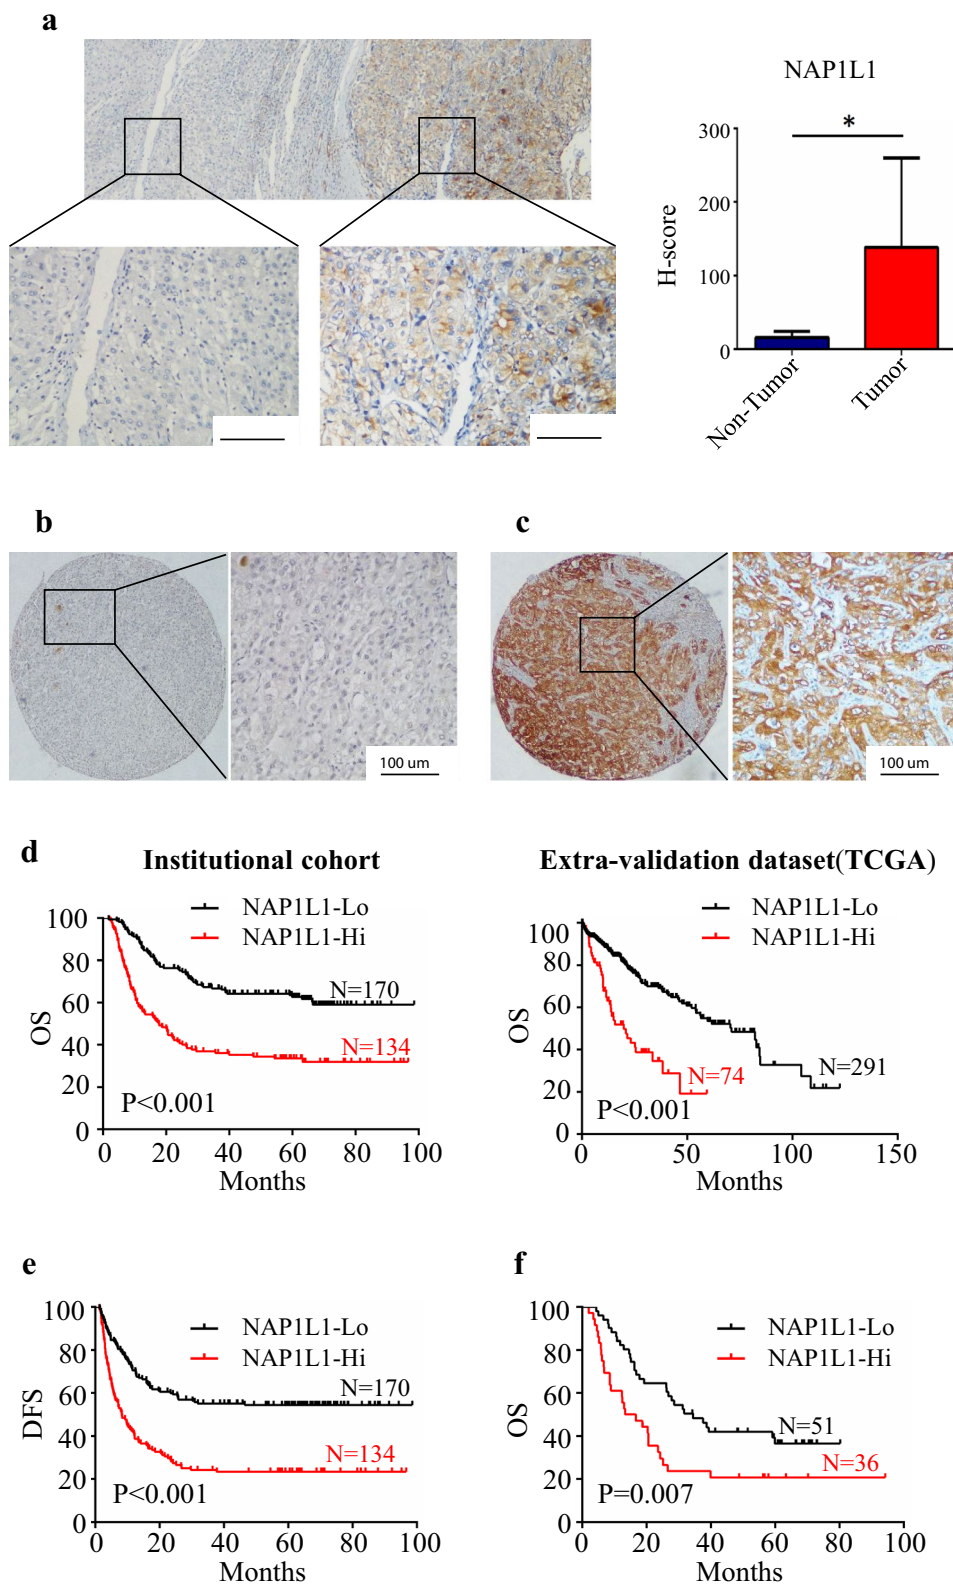 a
NAP1L1
*
300
200
100
0
H-score
Non-Tumor
Tumor
b
c
100 um
100 um
d
Institutional cohort
Extra-validation dataset(TCGA)
NAP1L1-Lo
NAP1L1-Hi
100
80
60
40
20
0
OS
N=170
N=134
P<0.001
0 20 40 60 80 100
Months
NAP1L1-Lo
NAP1L1-Hi
100
80
60
40
20
0
OS
N=291
N=74
P<0.001
0 50 100 150
Months
e
NAP1L1-Lo
NAP1L1-Hi
100
80
60
40
20
0
DFS
N=170
N=134
P<0.001
0 20 40 60 80 100
Months
f
NAP1L1-Lo
NAP1L1-Hi
100
80
60
40
20
0
OS
N=51
N=36
P=0.007
0 20 40 60 80 100
Months